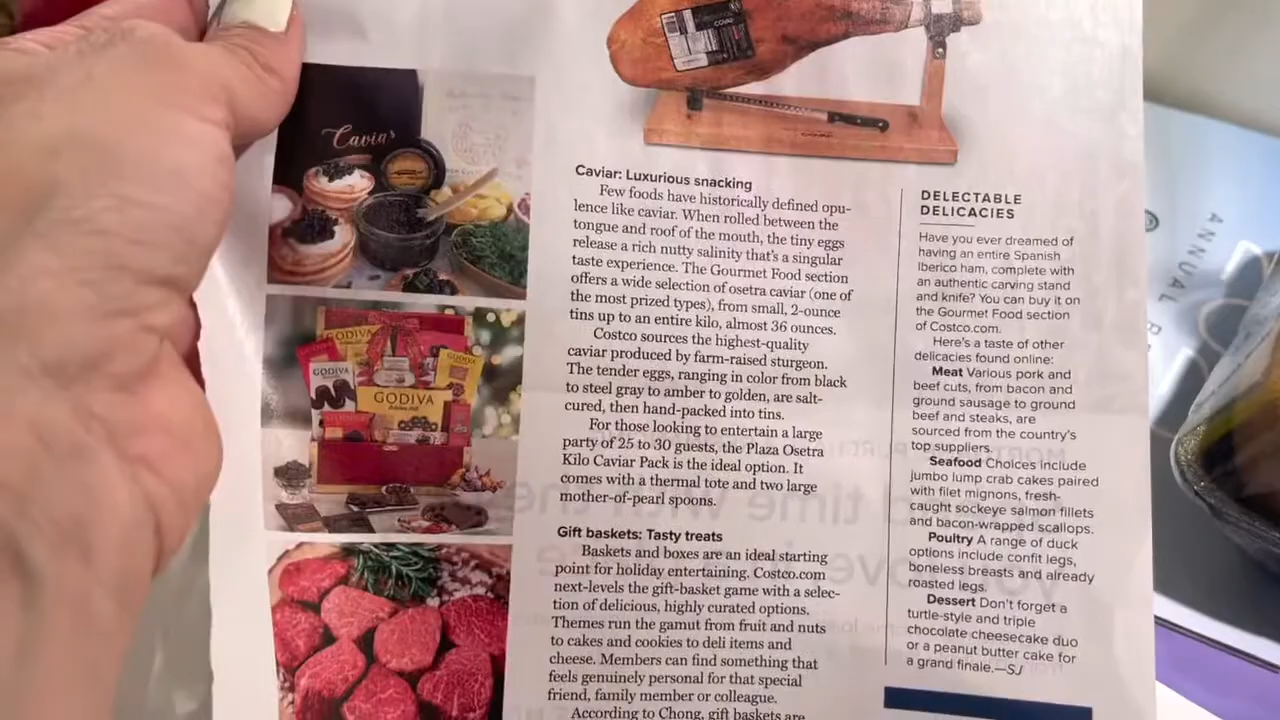 COVAP
Caviar
GODIVA
GODIVA
GODIVA
GODIVA
Caviar: Luxurious snacking
Few foods have historically defined opu-
lence like caviar. When rolled between the
tongue and roof of the mouth, the tiny eggs
release a rich nutty salinity that's a singular
taste experience. The Gourmet Food section
offers a wide selection of osetra caviar (one of
the most prized types), from small, 2-ounce
tins up to an entire kilo, almost 36 ounces.
Costco sources the highest-quality
caviar produced by farm-raised sturgeon.
The tender eggs, ranging in color from black
to steel gray to amber to golden, are salt-
cured, then hand-packed into tins.
For those looking to entertain a large
party of 25 to 30 guests, the Plaza Osetra
Kilo Caviar Pack is the ideal option. It
comes with a thermal tote and two large
mother-of-pearl spoons.
Gift baskets: Tasty treats
Baskets and boxes are an ideal starting
point for holiday entertaining. Costco.com
next-levels the gift-basket game with a selec-
tion of delicious, highly curated options.
Themes run the gamut from fruit and nuts
to cakes and cookies to deli items and
cheese. Members can find something that
feels genuinely personal for that special
friend, family member or colleague.
According to Chong, gift baskets are
DELECTABLE
DELICACIES
Have you ever dreamed of
having an entire Spanish
Iberico ham, complete with
an authentic carving stand
and knife? You can buy it on
the Gourmet Food section
of Costco.com.
Here's a taste of other
delicacies found online:
Meat Various pork and
beef cuts, from bacon and
ground sausage to ground
beef and steaks, are
sourced from the country's
top suppliers.
Seafood Choices include
jumbo lump crab cakes paired
with filet mignons, fresh-
caught sockeye salmon fillets
and bacon-wrapped scallops.
Poultry A range of duck
options include confit legs,
boneless breasts and already
roasted legs.
Dessert Don't forget a
turtle-style and triple
chocolate cheesecake duo
or a peanut butter cake for
a grand finale.—SJ
ANNUAL